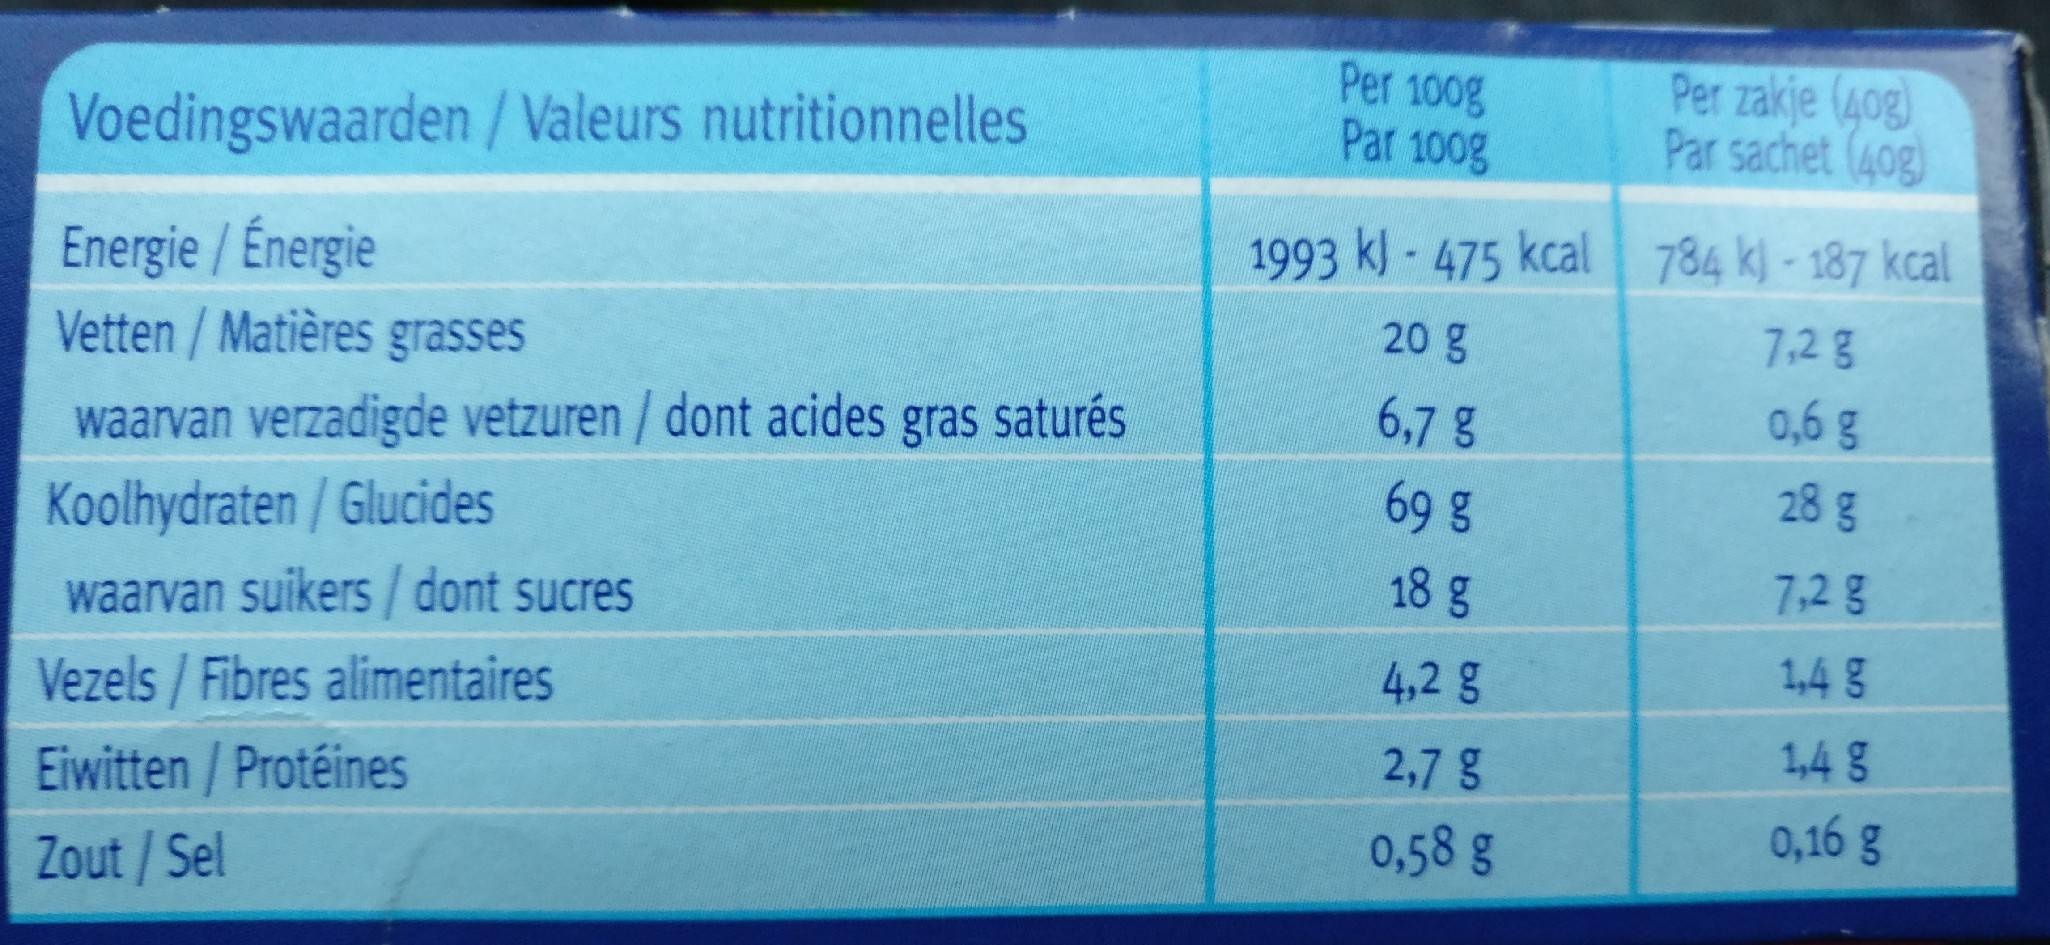 Voedingswaarden / Valeurs nutritionnelles Per 100g Per zakje (40g)
Par 100g Par sachet (40g)
Energie / Énergie 1993 kJ - 475 kcal 784 kJ - 187 kcal
Vetten / Matières grasses 20 g 7,2 g
waarvan verzadigde vetzuren / dont acides gras saturés 6,7 g 0,6 g
Koolhydraten / Glucides 69 g 28 g
waarvan suikers / dont sucres 18 g 7,2 g
Vezels / Fibres alimentaires 4,2 g 1,4 g
Eiwitten / Protéines 2,7 g 1,4 g
Zout / Sel 0,58 g 0,16 g